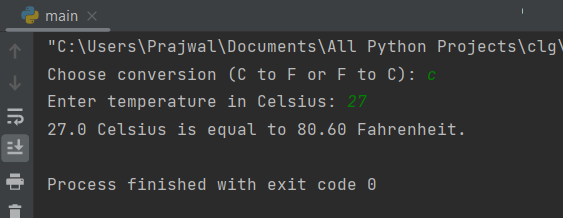 main
"C:\Users\Prajwal\Documents\All Python Projects\clg\
Choose conversion (C to F or F to C): c
Enter temperature in Celsius: 27
27.0 Celsius is equal to 80.60 Fahrenheit.
Process finished with exit code 0